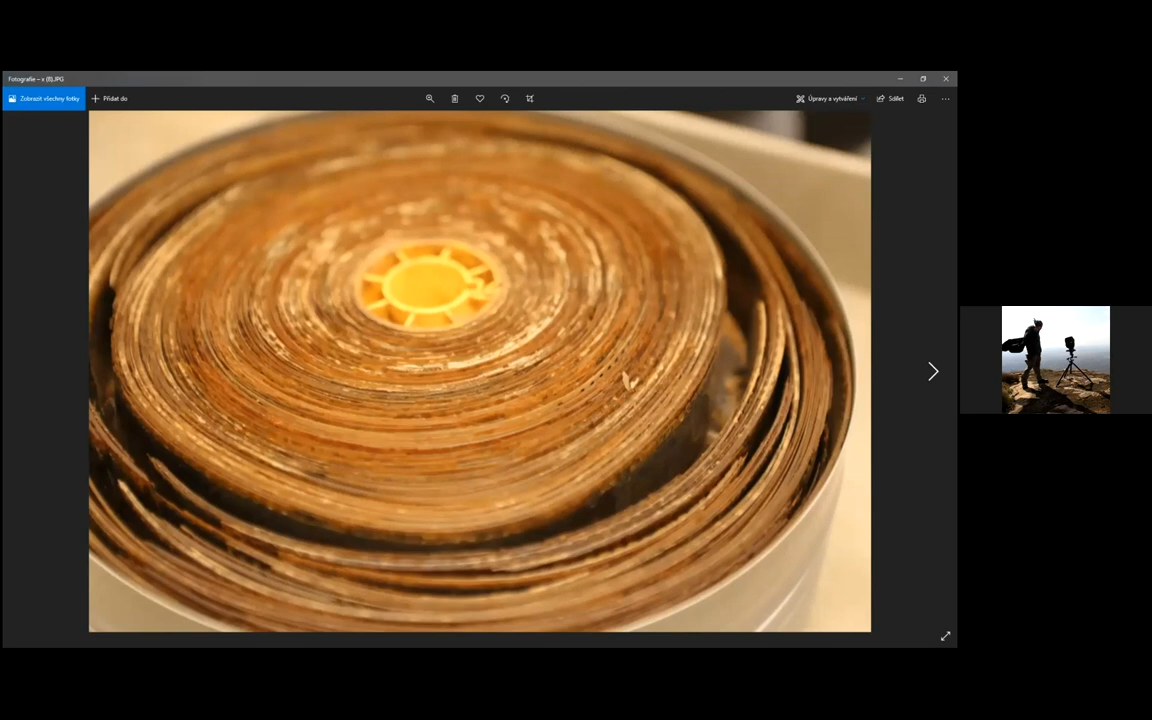 Fotografie – x (8).JPG
Zobrazit všechny fotky
Přidat do
Úpravy a vytváření
Sdílet